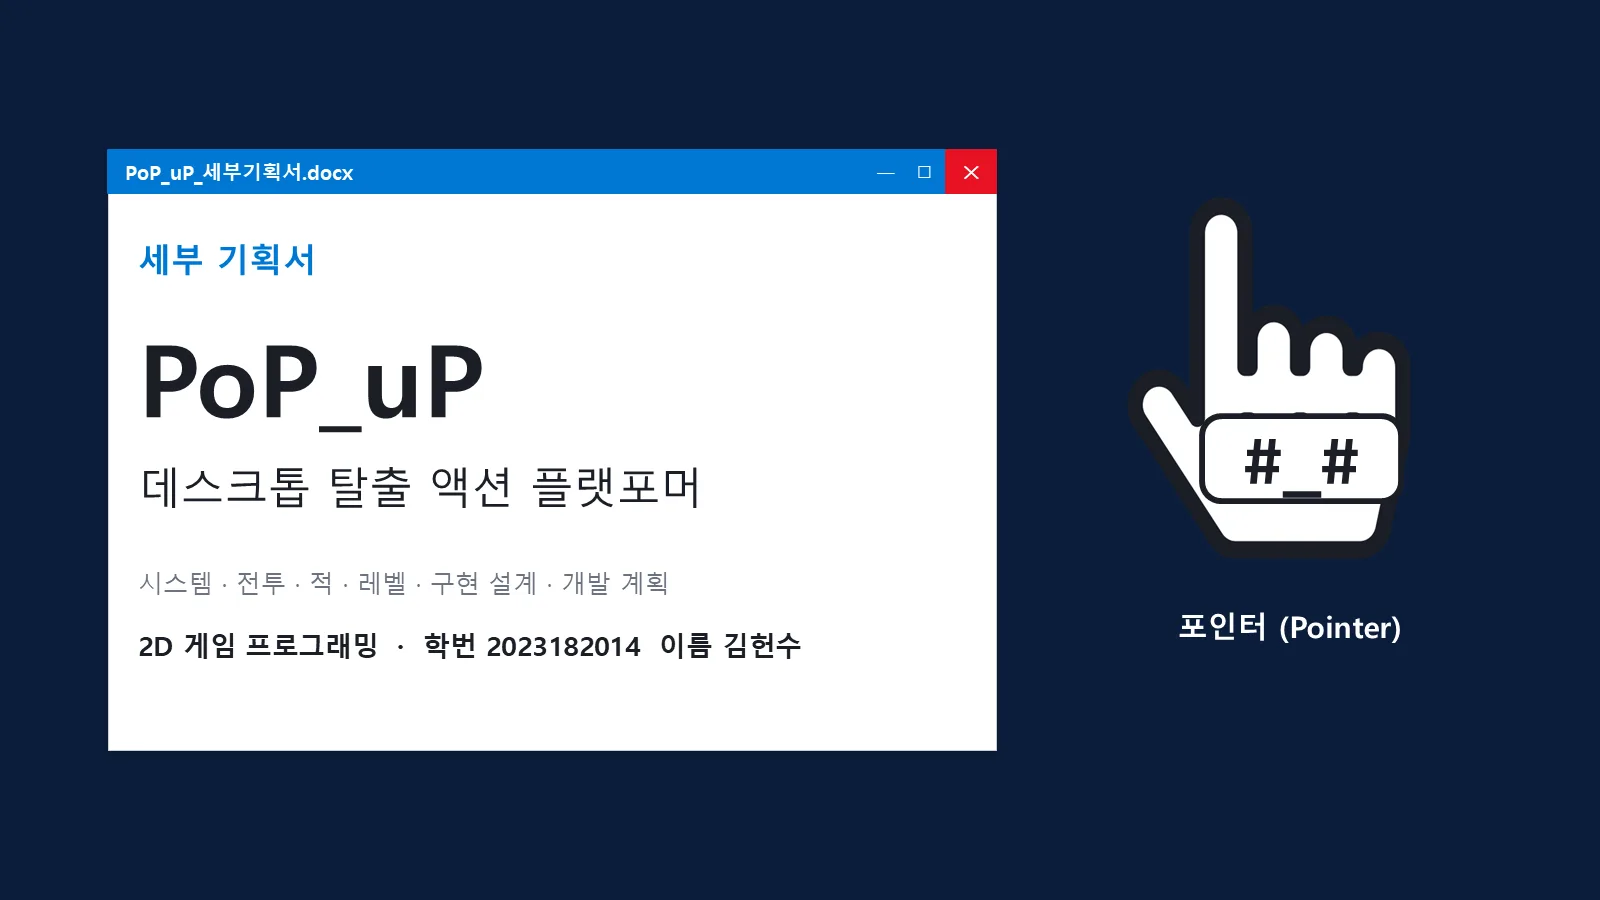 PoP_uP_세부기획서.docx
세부 기획서
PoP_uP
데스크톱 탈출 액션 플랫포머
시스템 · 전투 · 적 · 레벨 · 구현 설계 · 개발 계획
2D 게임 프로그래밍 · 학번 2023182014 이름 김헌수
#_#
포인터 (Pointer)